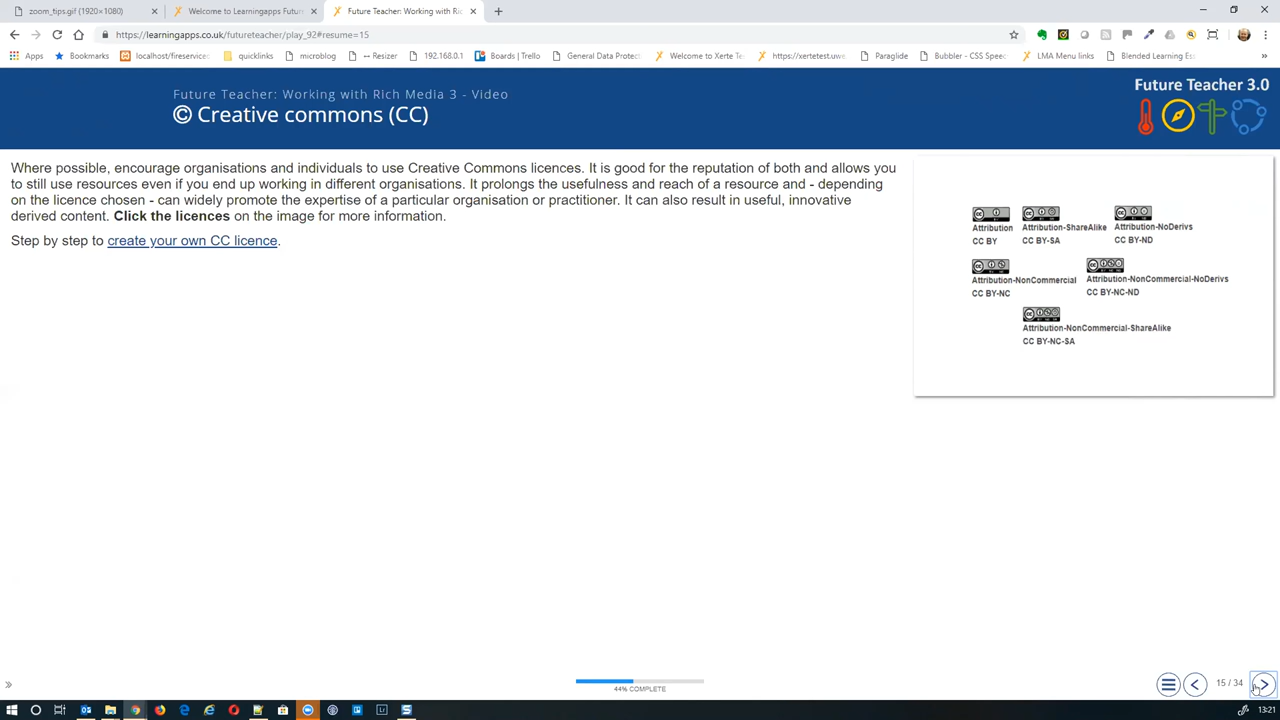 zoom_tips.gif (1920×1080)
Welcome to Learningapps Futur
Future Teacher: Working with Ric
https://learningapps.co.uk/futureteacher/play_92#resume=15
Apps
Bookmarks
localhost/fireservice
quicklinks
microblog
↔ Resizer
192.168.0.1
Boards | Trello
General Data Protect
Welcome to Xerte Te
https://xertetest.uwe
Paraglide
Bubbler - CSS Speec
LMA Menu links
Blended Learning Ess
»
Future Teacher: Working with Rich Media 3 - Video
© Creative commons (CC)
Future Teacher 3.0
Where possible, encourage organisations and individuals to use Creative Commons licences. It is good for the reputation of both and allows you
to still use resources even if you end up working in different organisations. It prolongs the usefulness and reach of a resource and - depending
on the licence chosen - can widely promote the expertise of a particular organisation or practitioner. It can also result in useful, innovative
derived content. Click the licences on the image for more information.
Step by step to create your own CC licence.
Attribution
CC BY
Attribution-ShareAlike
CC BY-SA
Attribution-NoDerivs
CC BY-ND
Attribution-NonCommercial
CC BY-NC
Attribution-NonCommercial-NoDerivs
CC BY-NC-ND
Attribution-NonCommercial-ShareAlike
CC BY-NC-SA
»
44% COMPLETE
15 / 34
13:21